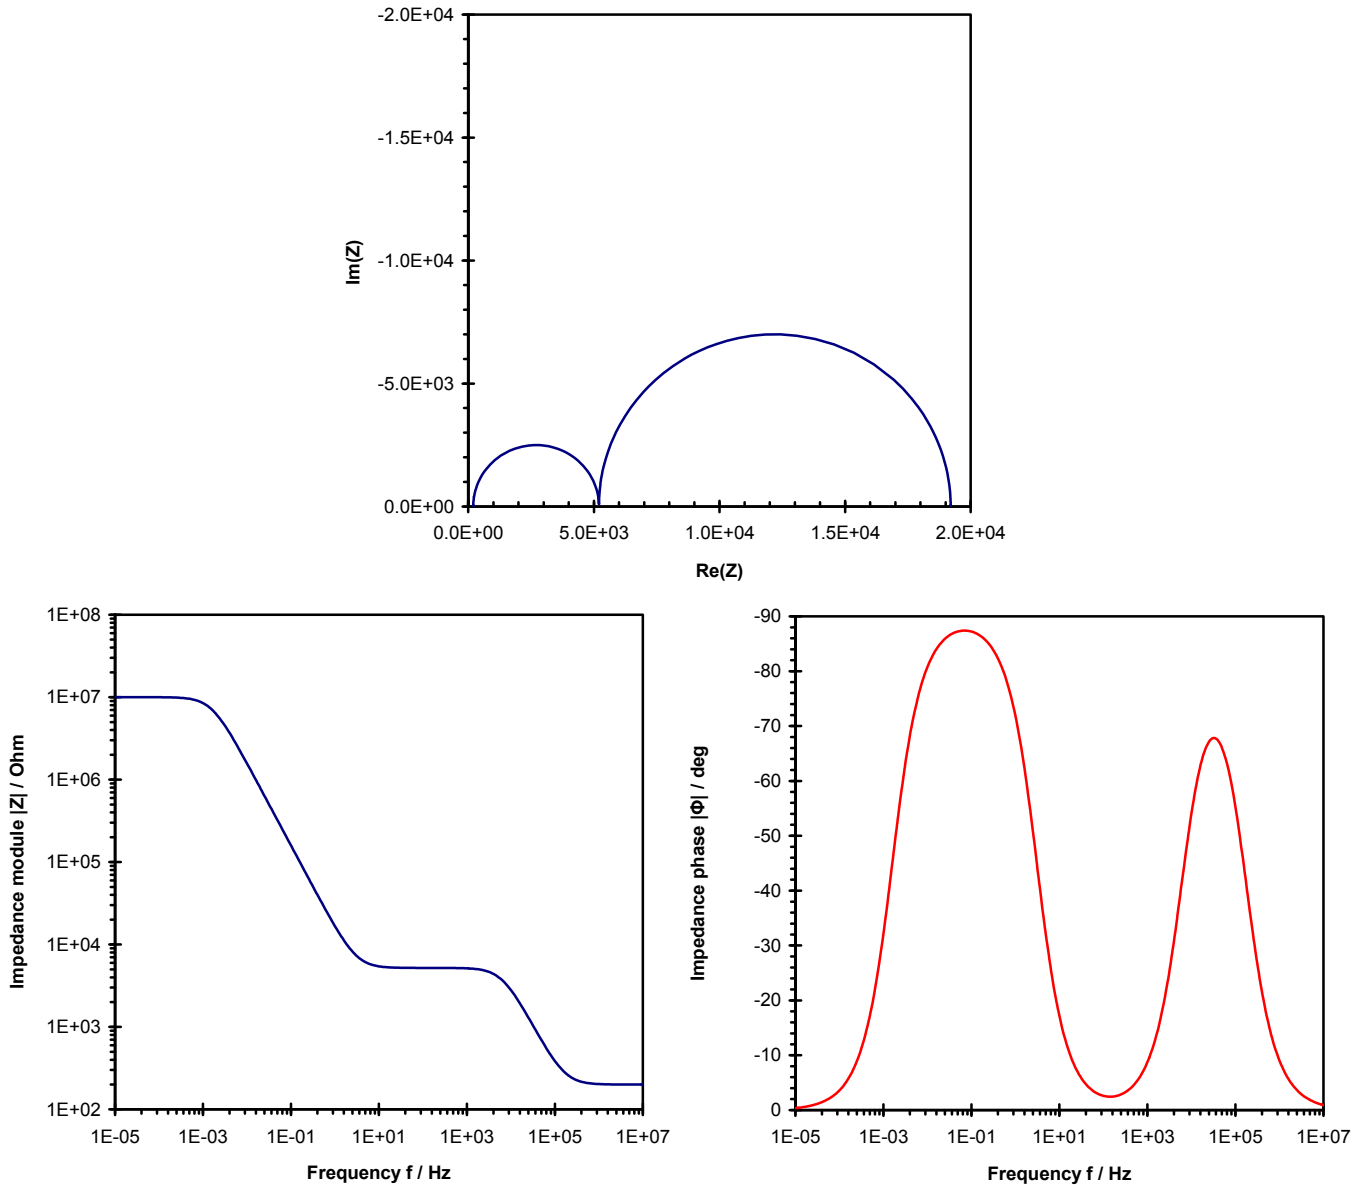 -2.0E+04
-1.5E+04
-1.0E+04
-5.0E+03
0.0E+00
Im(Z)
0.0E+00 5.0E+03 1.0E+04 1.5E+04 2.0E+04
Re(Z)
1E+08
1E+07
1E+06
1E+05
1E+04
1E+03
1E+02
Impedance module |Z| / Ohm
1E-05 1E-03 1E-01 1E+01 1E+03 1E+05 1E+07
Frequency f / Hz
-90
-80
-70
-60
-50
-40
-30
-20
-10
0
Impedance phase |Φ| / deg
1E-05 1E-03 1E-01 1E+01 1E+03 1E+05 1E+07
Frequency f / Hz